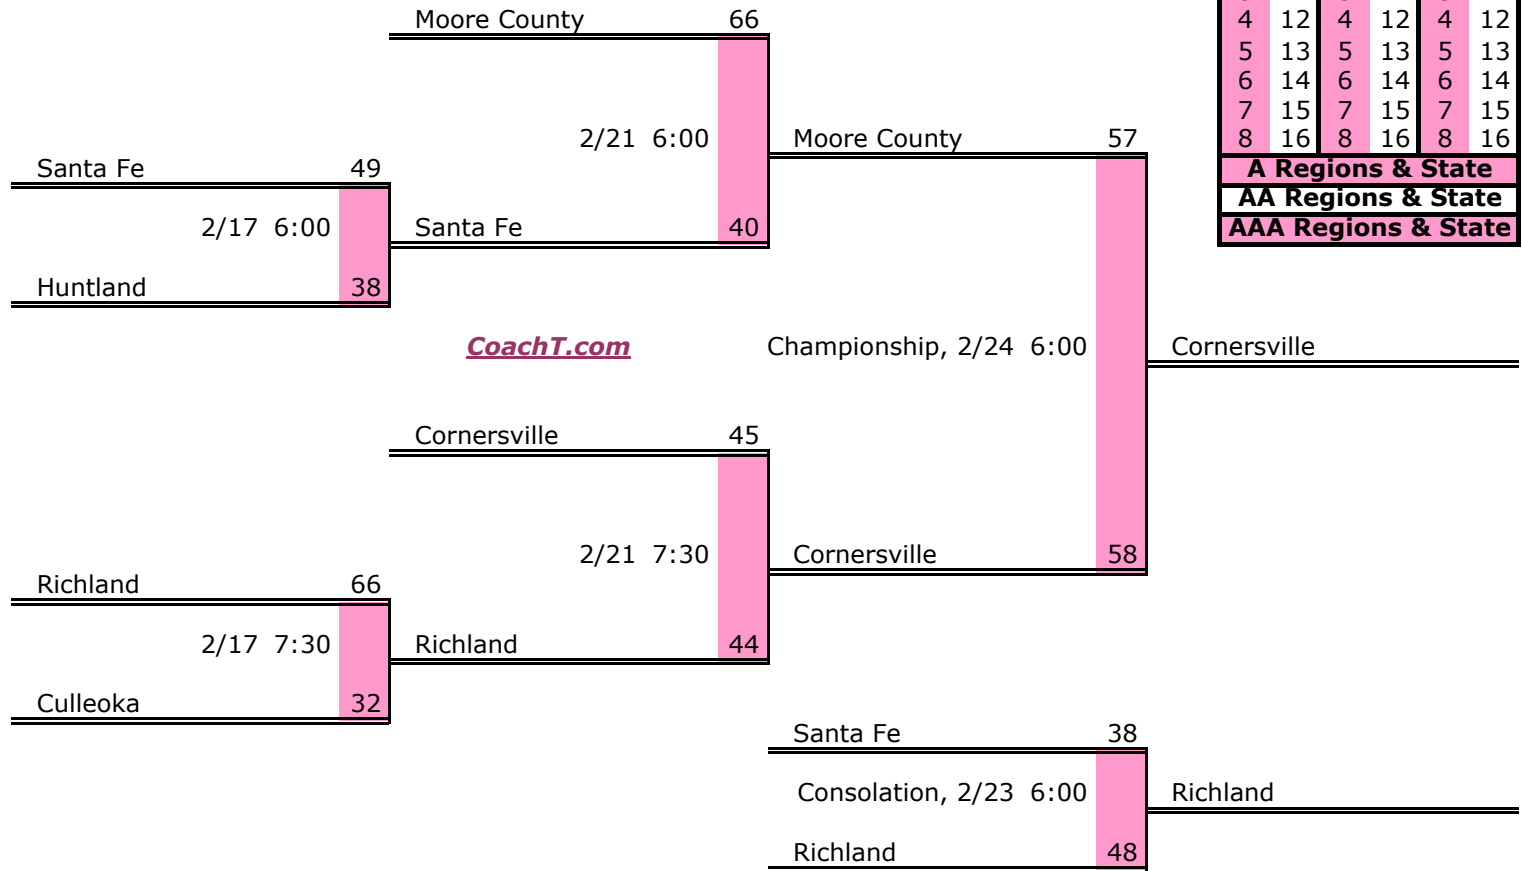 Moore County 66
4 12 4 12 4 12
5 13 5 13 5 13
6 14 6 14 6 14
7 15 7 15 7 15
2/21 6:00 Moore County 57
8 16 8 16 8 16
Santa Fe 49
A Regions & State
AA Regions & State
2/17 6:00 Santa Fe 40
AAA Regions & State
Huntland 38
CoachT.com Championship, 2/24 6:00 Cornersville
Cornersville 45
2/21 7:30 Cornersville 58
Richland 66
2/17 7:30 Richland 44
Culleoka 32
Santa Fe 38
Consolation, 2/23 6:00 Richland
Richland 48